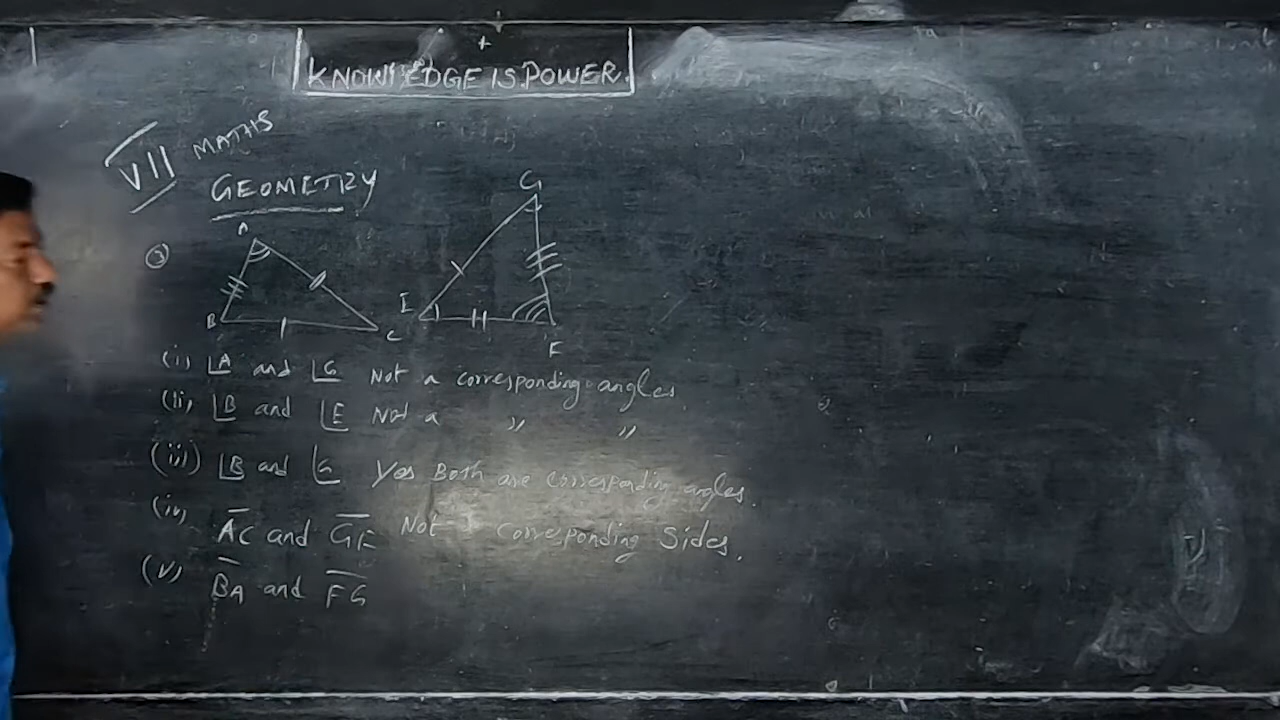 KNOWLEDGE IS POWER.
VII MATHS
GEOMETRY
③
A
B
C
G
E
F
(i) ∠A and ∠G Not a corresponding angles.
(ii) ∠B and ∠E Not a " "
(iii) ∠B and ∠G Yes Both are corresponding angles.
(iv) AC and GF Not corresponding Sides.
(v) BA and FG